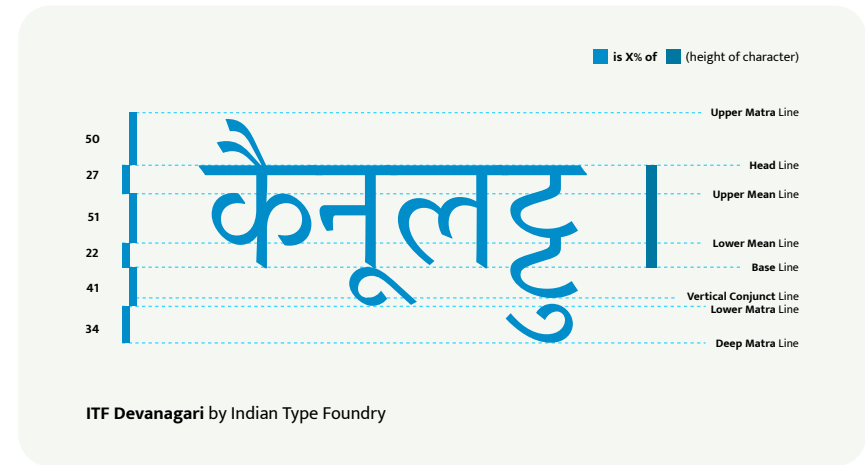 is X% of (height of character)
Upper Matra Line
50
Head Line
27
Upper Mean Line
51
Lower Mean Line
22
Base Line
41
Vertical Conjunct Line
Lower Matra Line
34
Deep Matra Line
कैनूलट्टु
ITF Devanagari by Indian Type Foundry